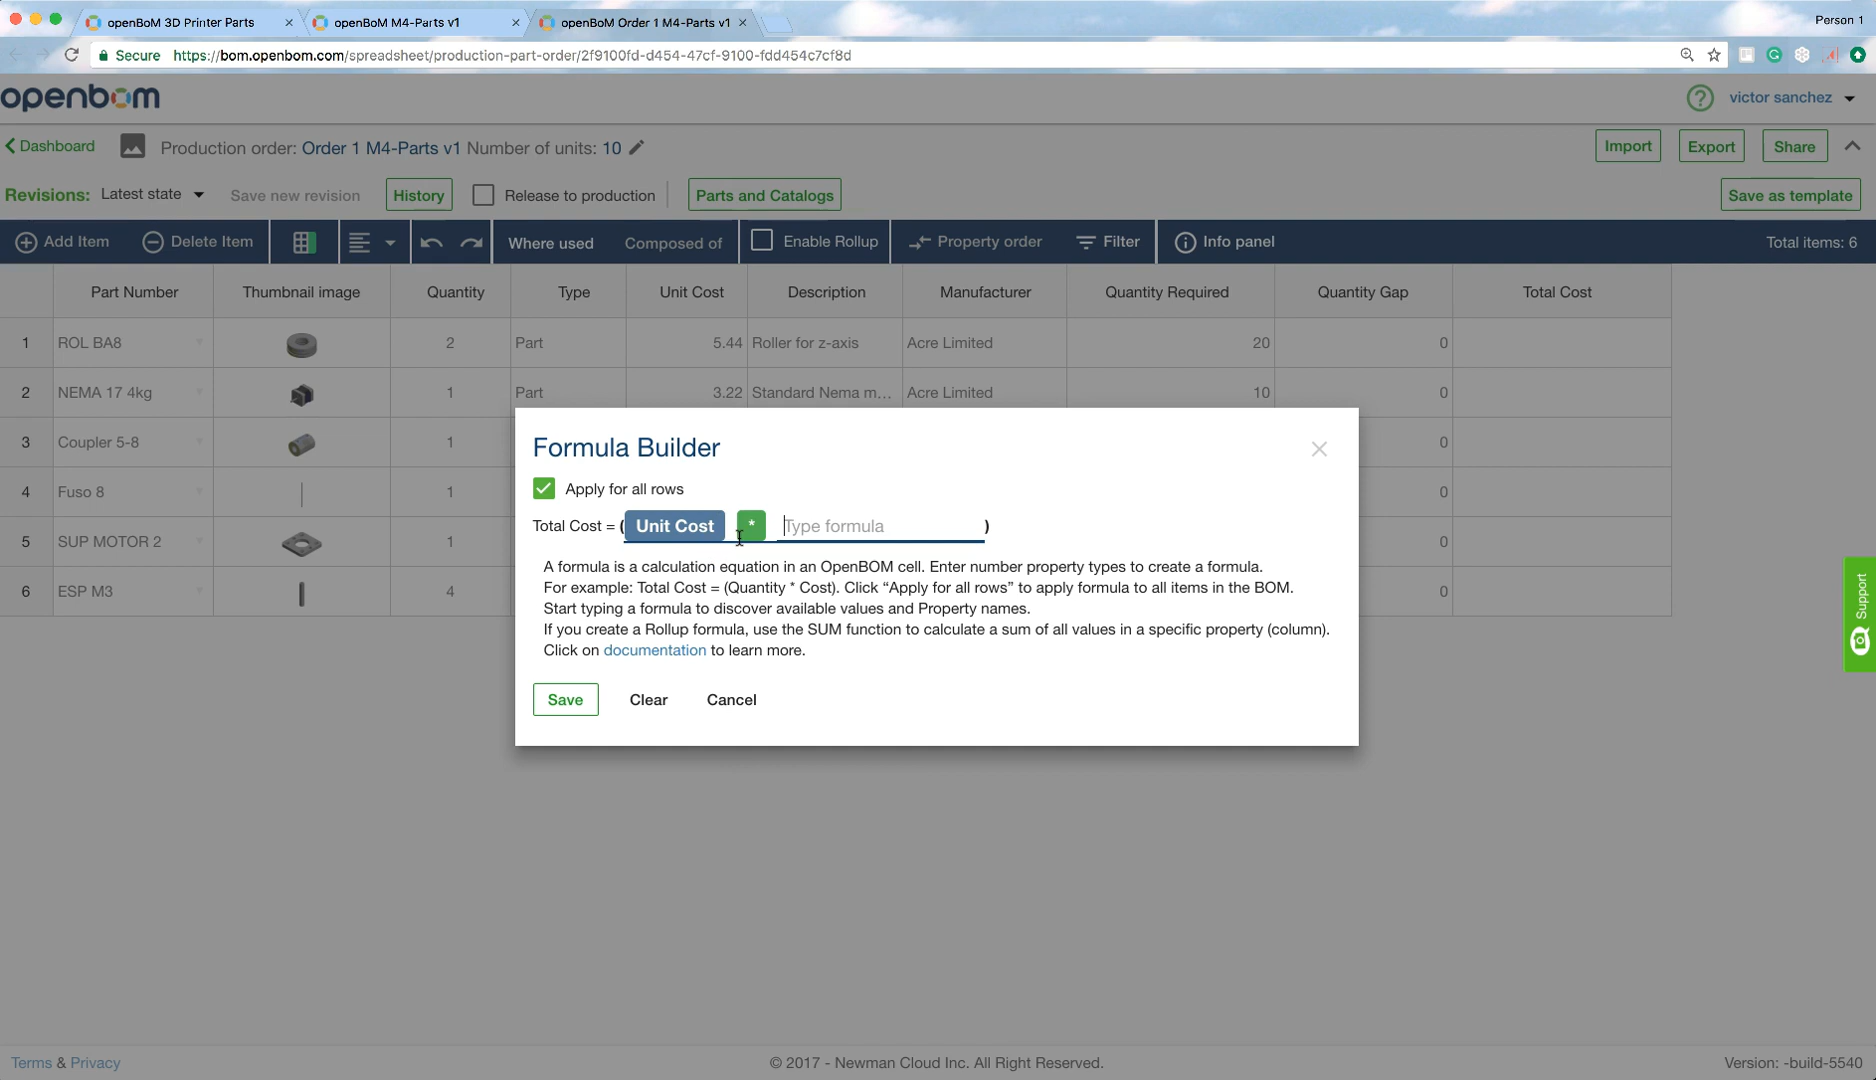 openBoM 3D Printer Parts
openBoM M4-Parts v1
openBoM Order 1 M4-Parts v1
Person 1
Secure https://bom.openbom.com/spreadsheet/production-part-order/2f9100fd-d454-47cf-9100-fdd454c7cf8d
openbom
victor sanchez
Dashboard
Production order: Order 1 M4-Parts v1 Number of units: 10
Import Export Share
Revisions: Latest state Save new revision History Release to production Parts and Catalogs Save as template
Add Item Delete Item Where used Composed of Enable Rollup Property order Filter Info panel Total items: 6
Part Number Thumbnail image Quantity Type Unit Cost Description Manufacturer Quantity Required Quantity Gap Total Cost
1 ROL BA8 2 Part 5.44 Roller for z-axis Acre Limited 20 0
2 NEMA 17 4kg 1 Part 3.22 Standard Nema m... Acre Limited 10
3 Coupler 5-8 1 0
4 Fuso 8 1 0
5 SUP MOTOR 2 1 0
6 ESP M3 4 0
Formula Builder
Apply for all rows
Total Cost = ( Unit Cost * Type formula )
A formula is a calculation equation in an OpenBOM cell. Enter number property types to create a formula.
For example: Total Cost = (Quantity * Cost). Click “Apply for all rows” to apply formula to all items in the BOM.
Start typing a formula to discover available values and Property names.
If you create a Rollup formula, use the SUM function to calculate a sum of all values in a specific property (column).
Click on documentation to learn more.
Save Clear Cancel
Support
Terms & Privacy
© 2017 - Newman Cloud Inc. All Right Reserved.
Version: -build-5540